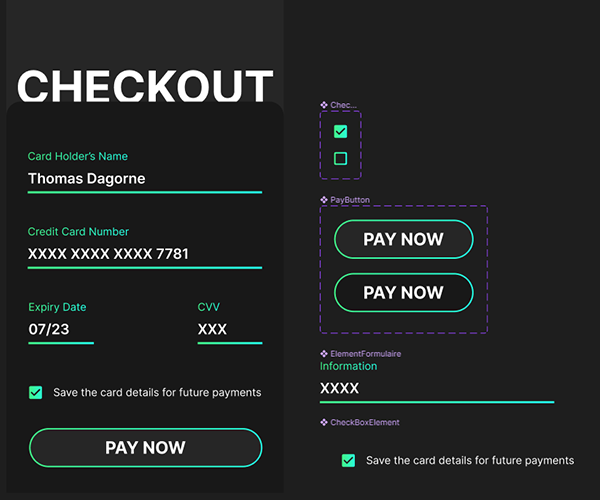 CHECKOUT
Card Holder's Name
Thomas Dagorne
Credit Card Number
XXXX XXXX XXXX 7781
Expiry Date
CVV
07/23
XXX
Save the card details for future payments
PAY NOW
Chec...
PayButton
PAY NOW
PAY NOW
ElementFormulaire
Information
XXXX
CheckBoxElement
Save the card details for future payments